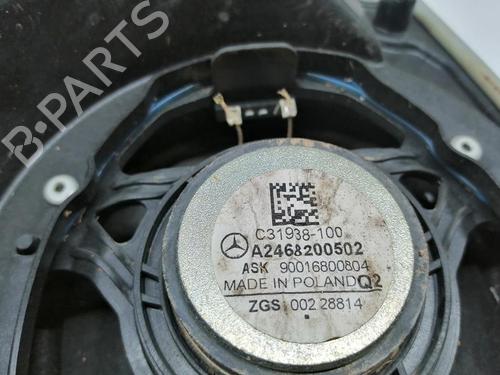 B-PARTS
C31938-100
A2468200502
ASK 90016800804
MADE IN POLAND Q2
ZGS 002 28814